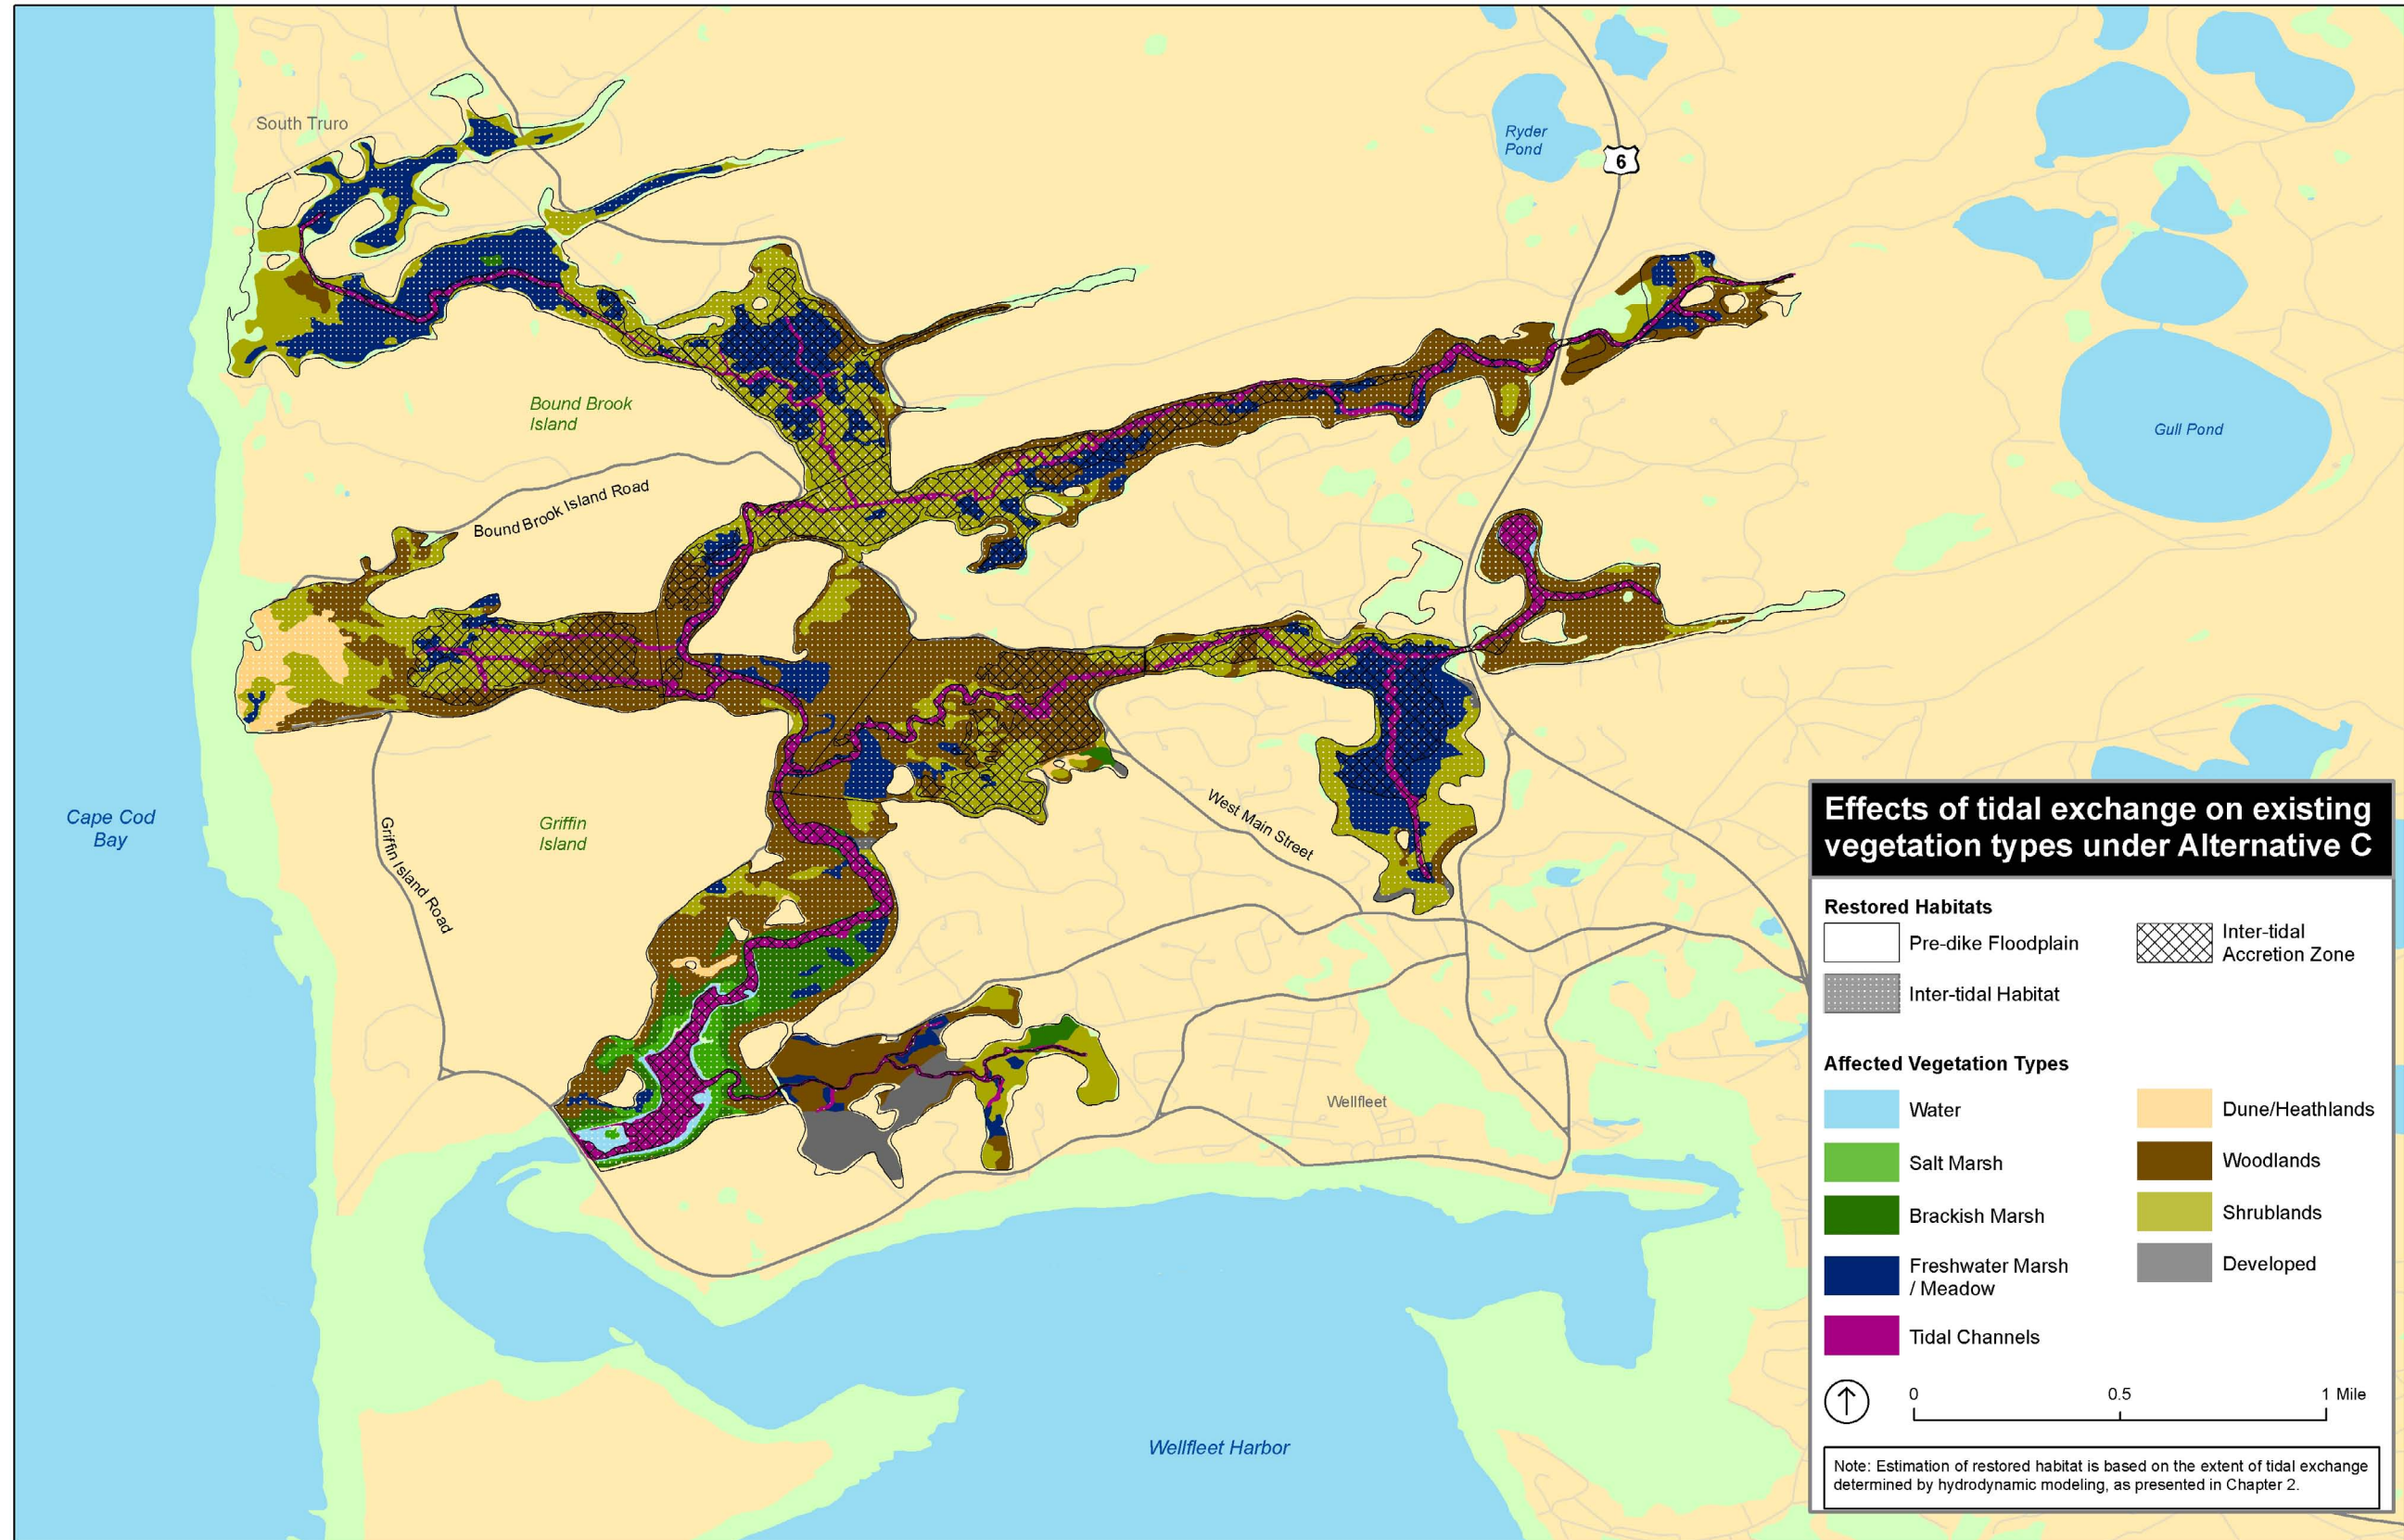 South Truro
Ryder
Pond
6
Bound Brook
Island
Gull Pond
Bound Brook Island Road
Cape Cod
Bay
Griffin
Island
Griffin Island Road
West Main Street
Wellfleet
Wellfleet Harbor
Effects of tidal exchange on existing
vegetation types under Alternative C
Restored Habitats
Pre-dike Floodplain
Inter-tidal
Accretion Zone
Inter-tidal Habitat
Affected Vegetation Types
Water
Dune/Heathlands
Salt Marsh
Woodlands
Brackish Marsh
Shrublands
Freshwater Marsh
/ Meadow
Developed
Tidal Channels
0 0.5 1 Mile
Note: Estimation of restored habitat is based on the extent of tidal exchange
determined by hydrodynamic modeling, as presented in Chapter 2.